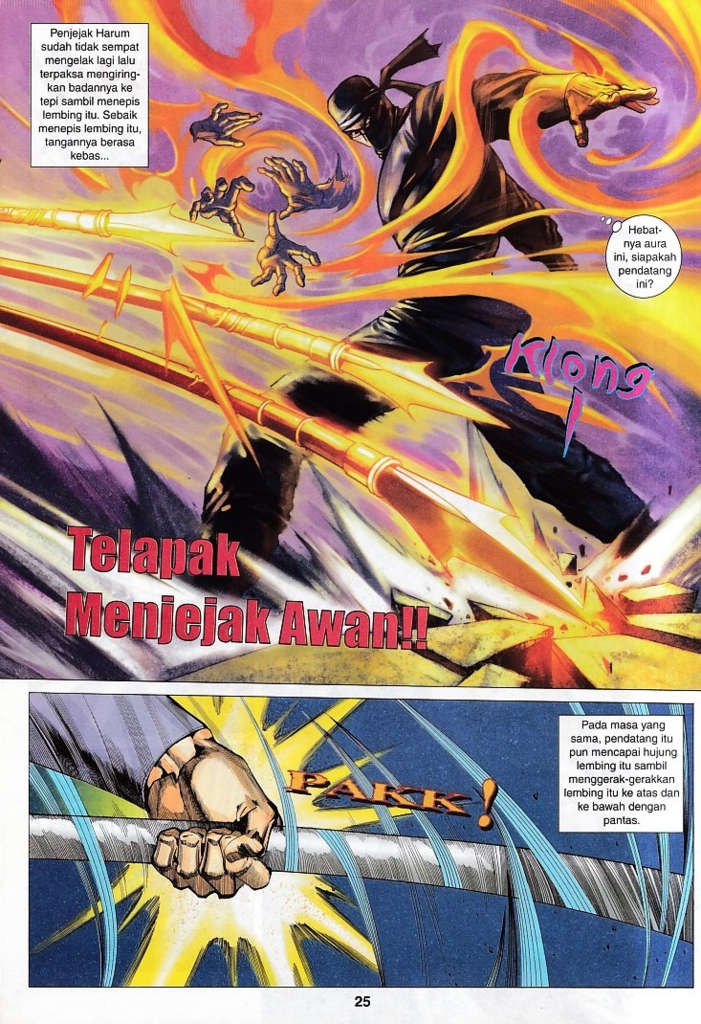 Penjejak Harum
sudah tidak sempat
mengelak lagi lalu
terpaksa mengiring-
kan badannya ke
tepi sambil menepis
lembing itu. Sebaik
menepis lembing itu,
tangannya berasa
kebas...
Hebat-
nya aura
ini, siapakah
pendatang
ini?
Klong!
Telapak
Menjejak Awan!!
Pada masa yang
sama, pendatang itu
pun mencapai hujung
lembing itu sambil
menggerak-gerakkan
lembing itu ke atas dan
ke bawah dengan
pantas.
PAKK!
25